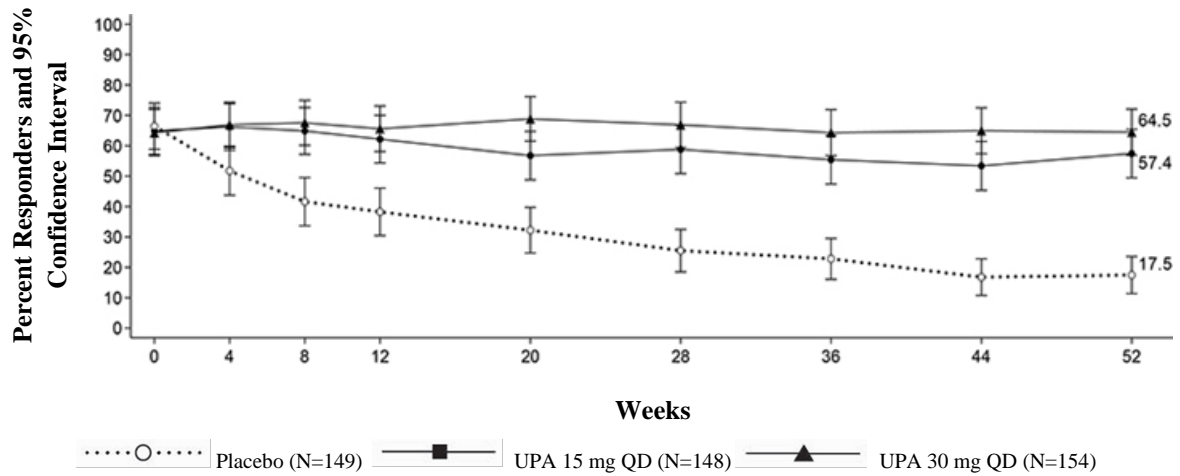 Percent Responders and 95%
Confidence Interval
100
90
80
70
60
50
40
30
20
10
0
64.5
57.4
17.5
0 4 8 12 20 28 36 44 52
Weeks
Placebo (N=149) UPA 15 mg QD (N=148) UPA 30 mg QD (N=154)